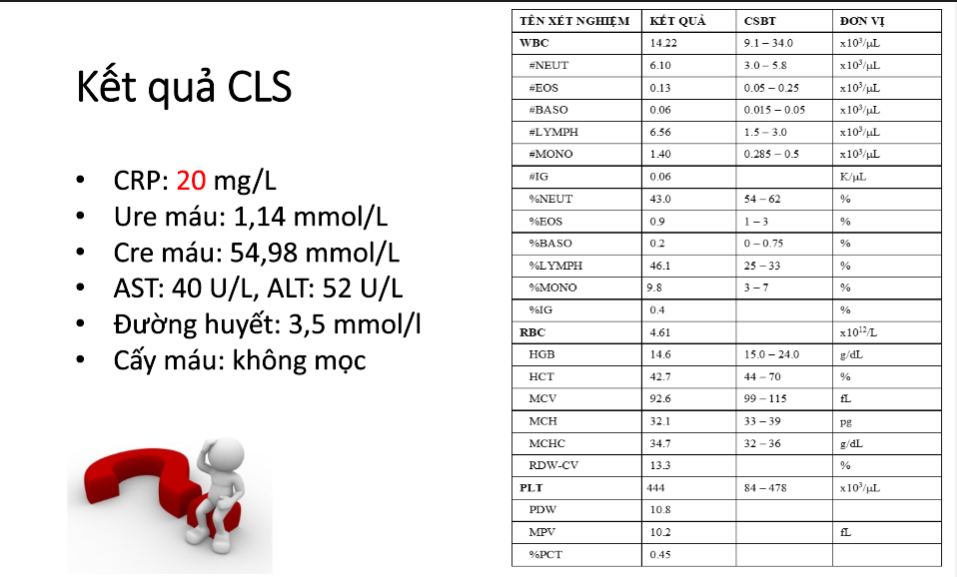 Kết quả CLS
• CRP: 20 mg/L
• Ure máu: 1,14 mmol/L
• Cre máu: 54,98 mmol/L
• AST: 40 U/L, ALT: 52 U/L
• Đường huyết: 3,5 mmol/l
• Cấy máu: không mọc
TÊN XÉT NGHIỆM KẾT QUẢ CSBT ĐƠN VỊ
WBC 14.22 9.1 – 34.0 x10³/µL
#NEUT 6.10 3.0 – 5.8 x10³/µL
#EOS 0.13 0.05 – 0.25 x10³/µL
#BASO 0.06 0.015 – 0.05 x10³/µL
#LYMPH 6.56 1.5 – 3.0 x10³/µL
#MONO 1.40 0.285 – 0.5 x10³/µL
#IG 0.06 K/µL
%NEUT 43.0 54 – 62 %
%EOS 0.9 1 – 3 %
%BASO 0.2 0 – 0.75 %
%LYMPH 46.1 25 – 33 %
%MONO 9.8 3 – 7 %
%IG 0.4 %
RBC 4.61 x10¹²/L
HGB 14.6 15.0 – 24.0 g/dL
HCT 42.7 44 – 70 %
MCV 92.6 99 – 115 fL
MCH 32.1 33 – 39 pg
MCHC 34.7 32 – 36 g/dL
RDW-CV 13.3 %
PLT 444 84 – 478 x10³/µL
PDW 10.8
MPV 10.2 fL
%PCT 0.45